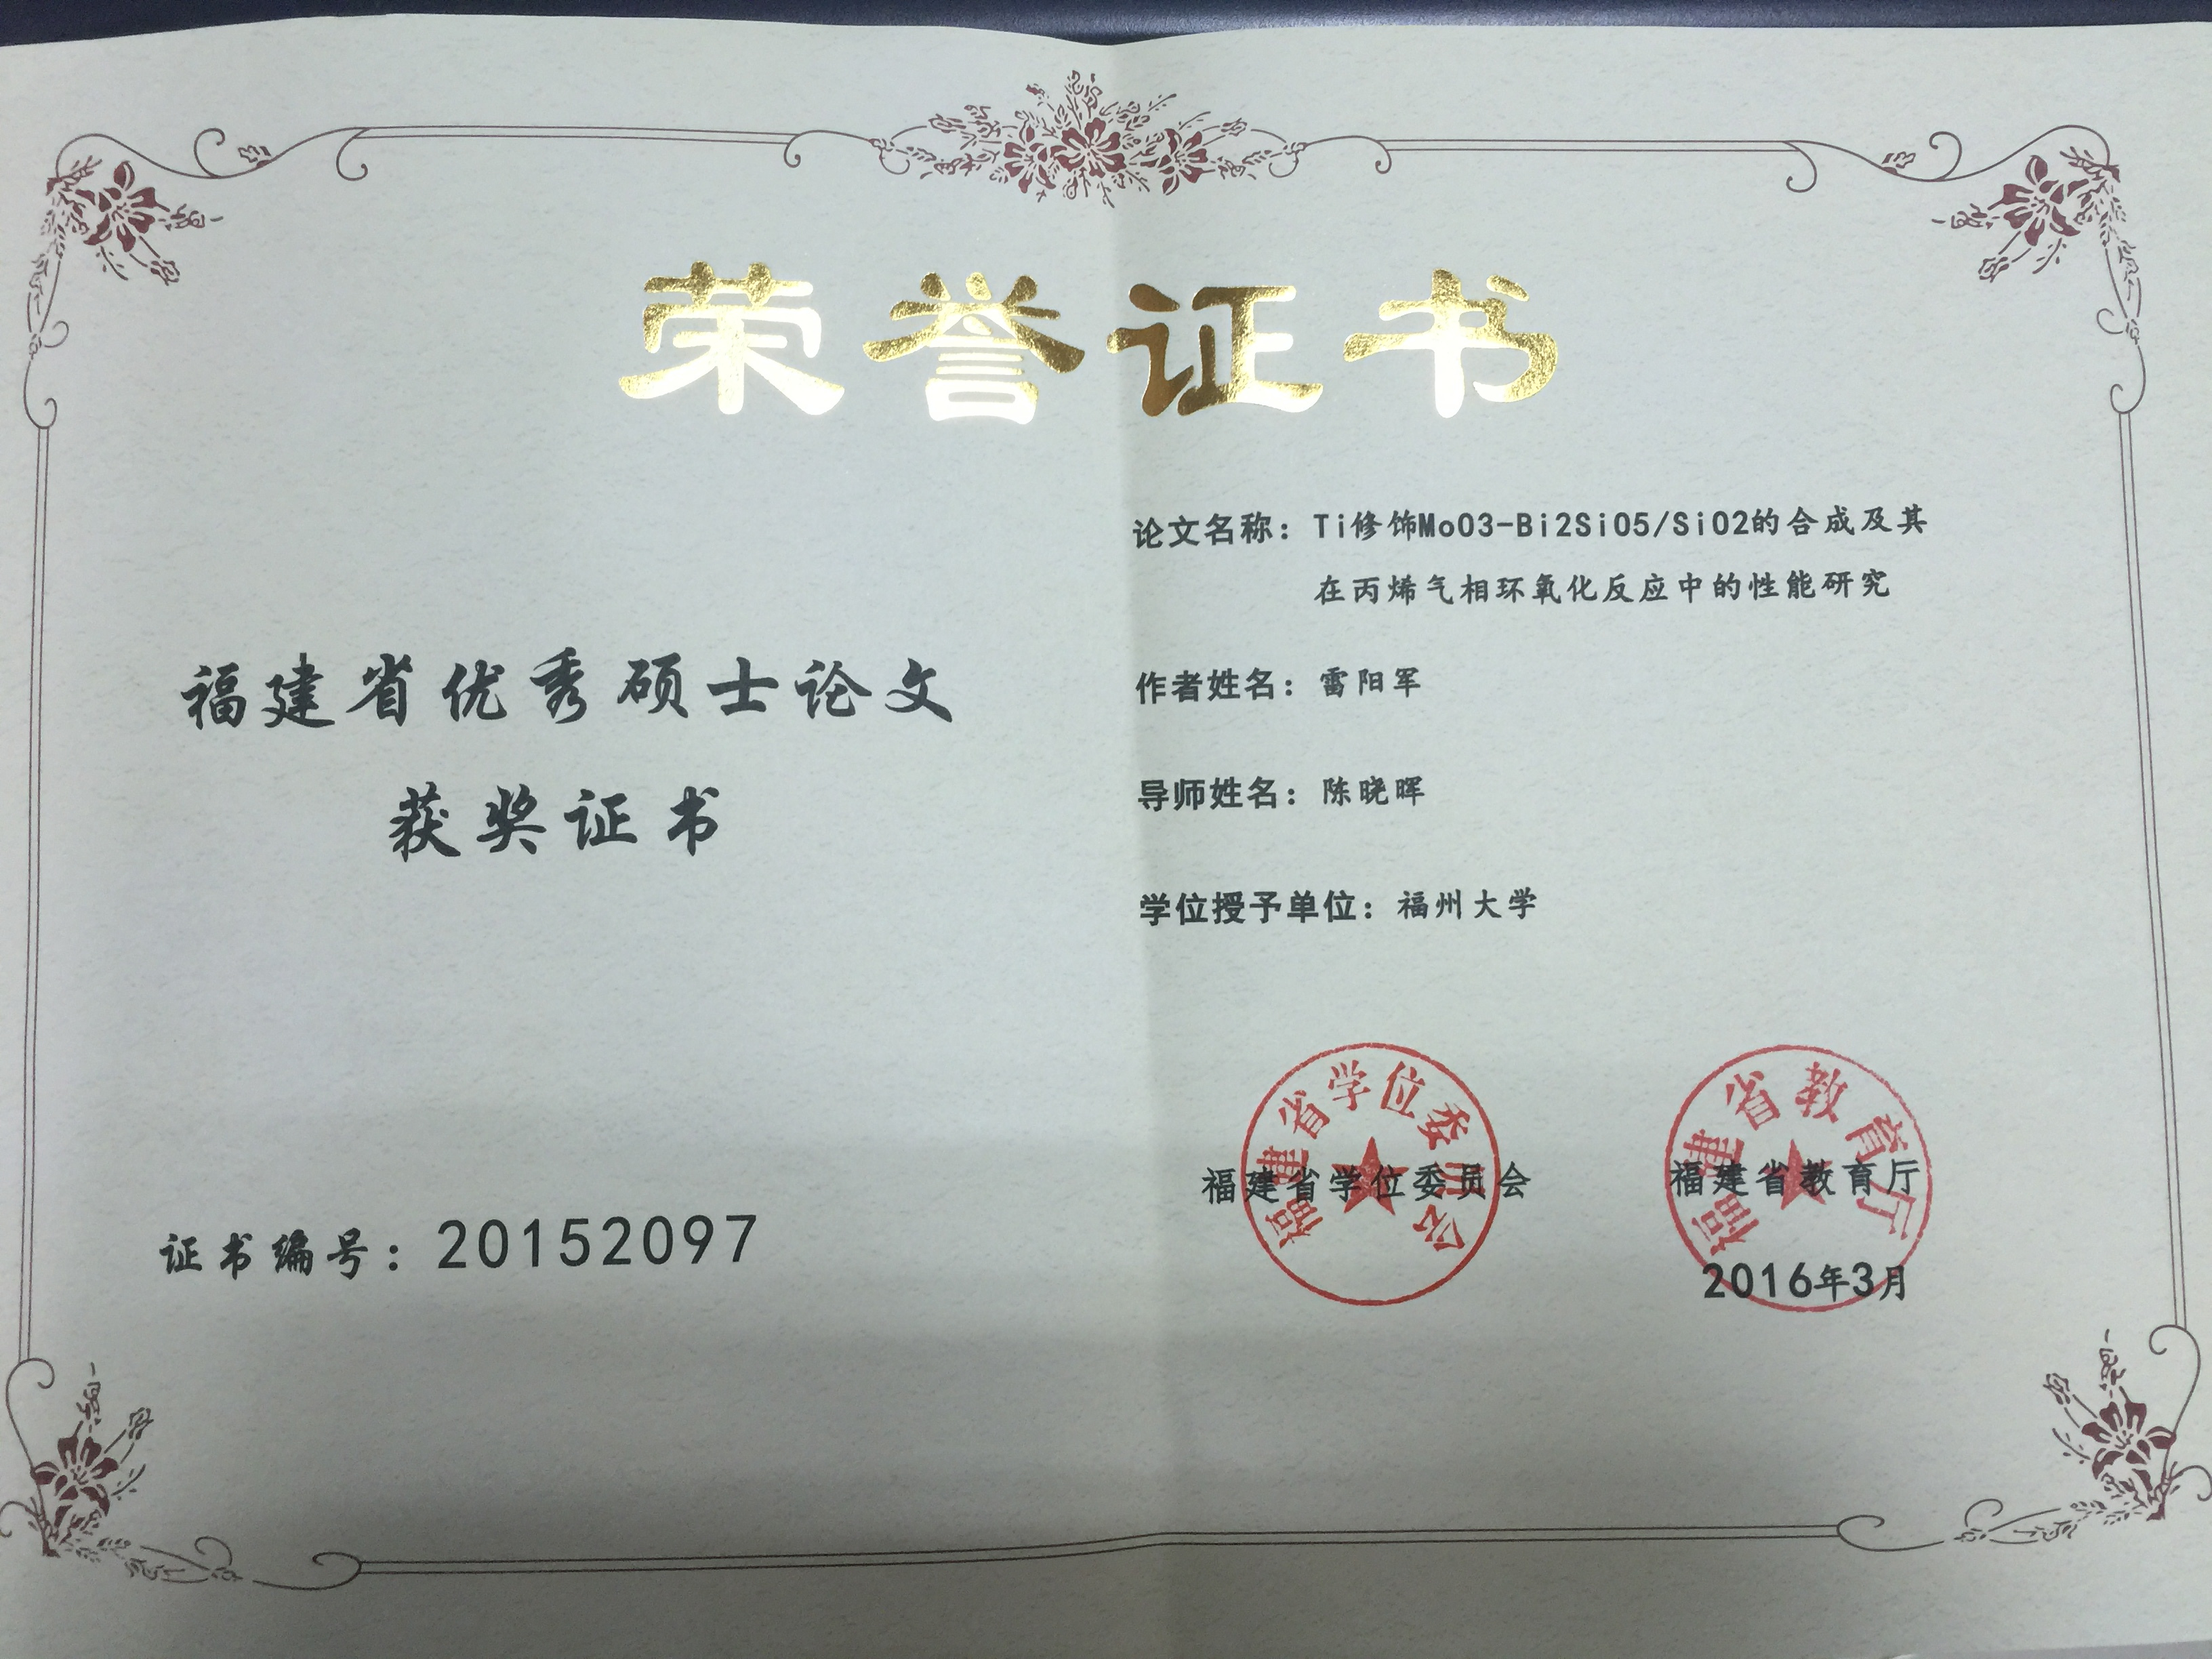 荣誉证书
福建省优秀硕士论文
获奖证书
证书编号：20152097
论文名称：Ti修饰MoO3-Bi2SiO5/SiO2的合成及其
在丙烯气相环氧化反应中的性能研究
作者姓名：雷阳军
导师姓名：陈晓晖
学位授予单位：福州大学
福建省学位委员会
福建省学位委员会
福建省教育厅
福建省教育厅
2016年3月